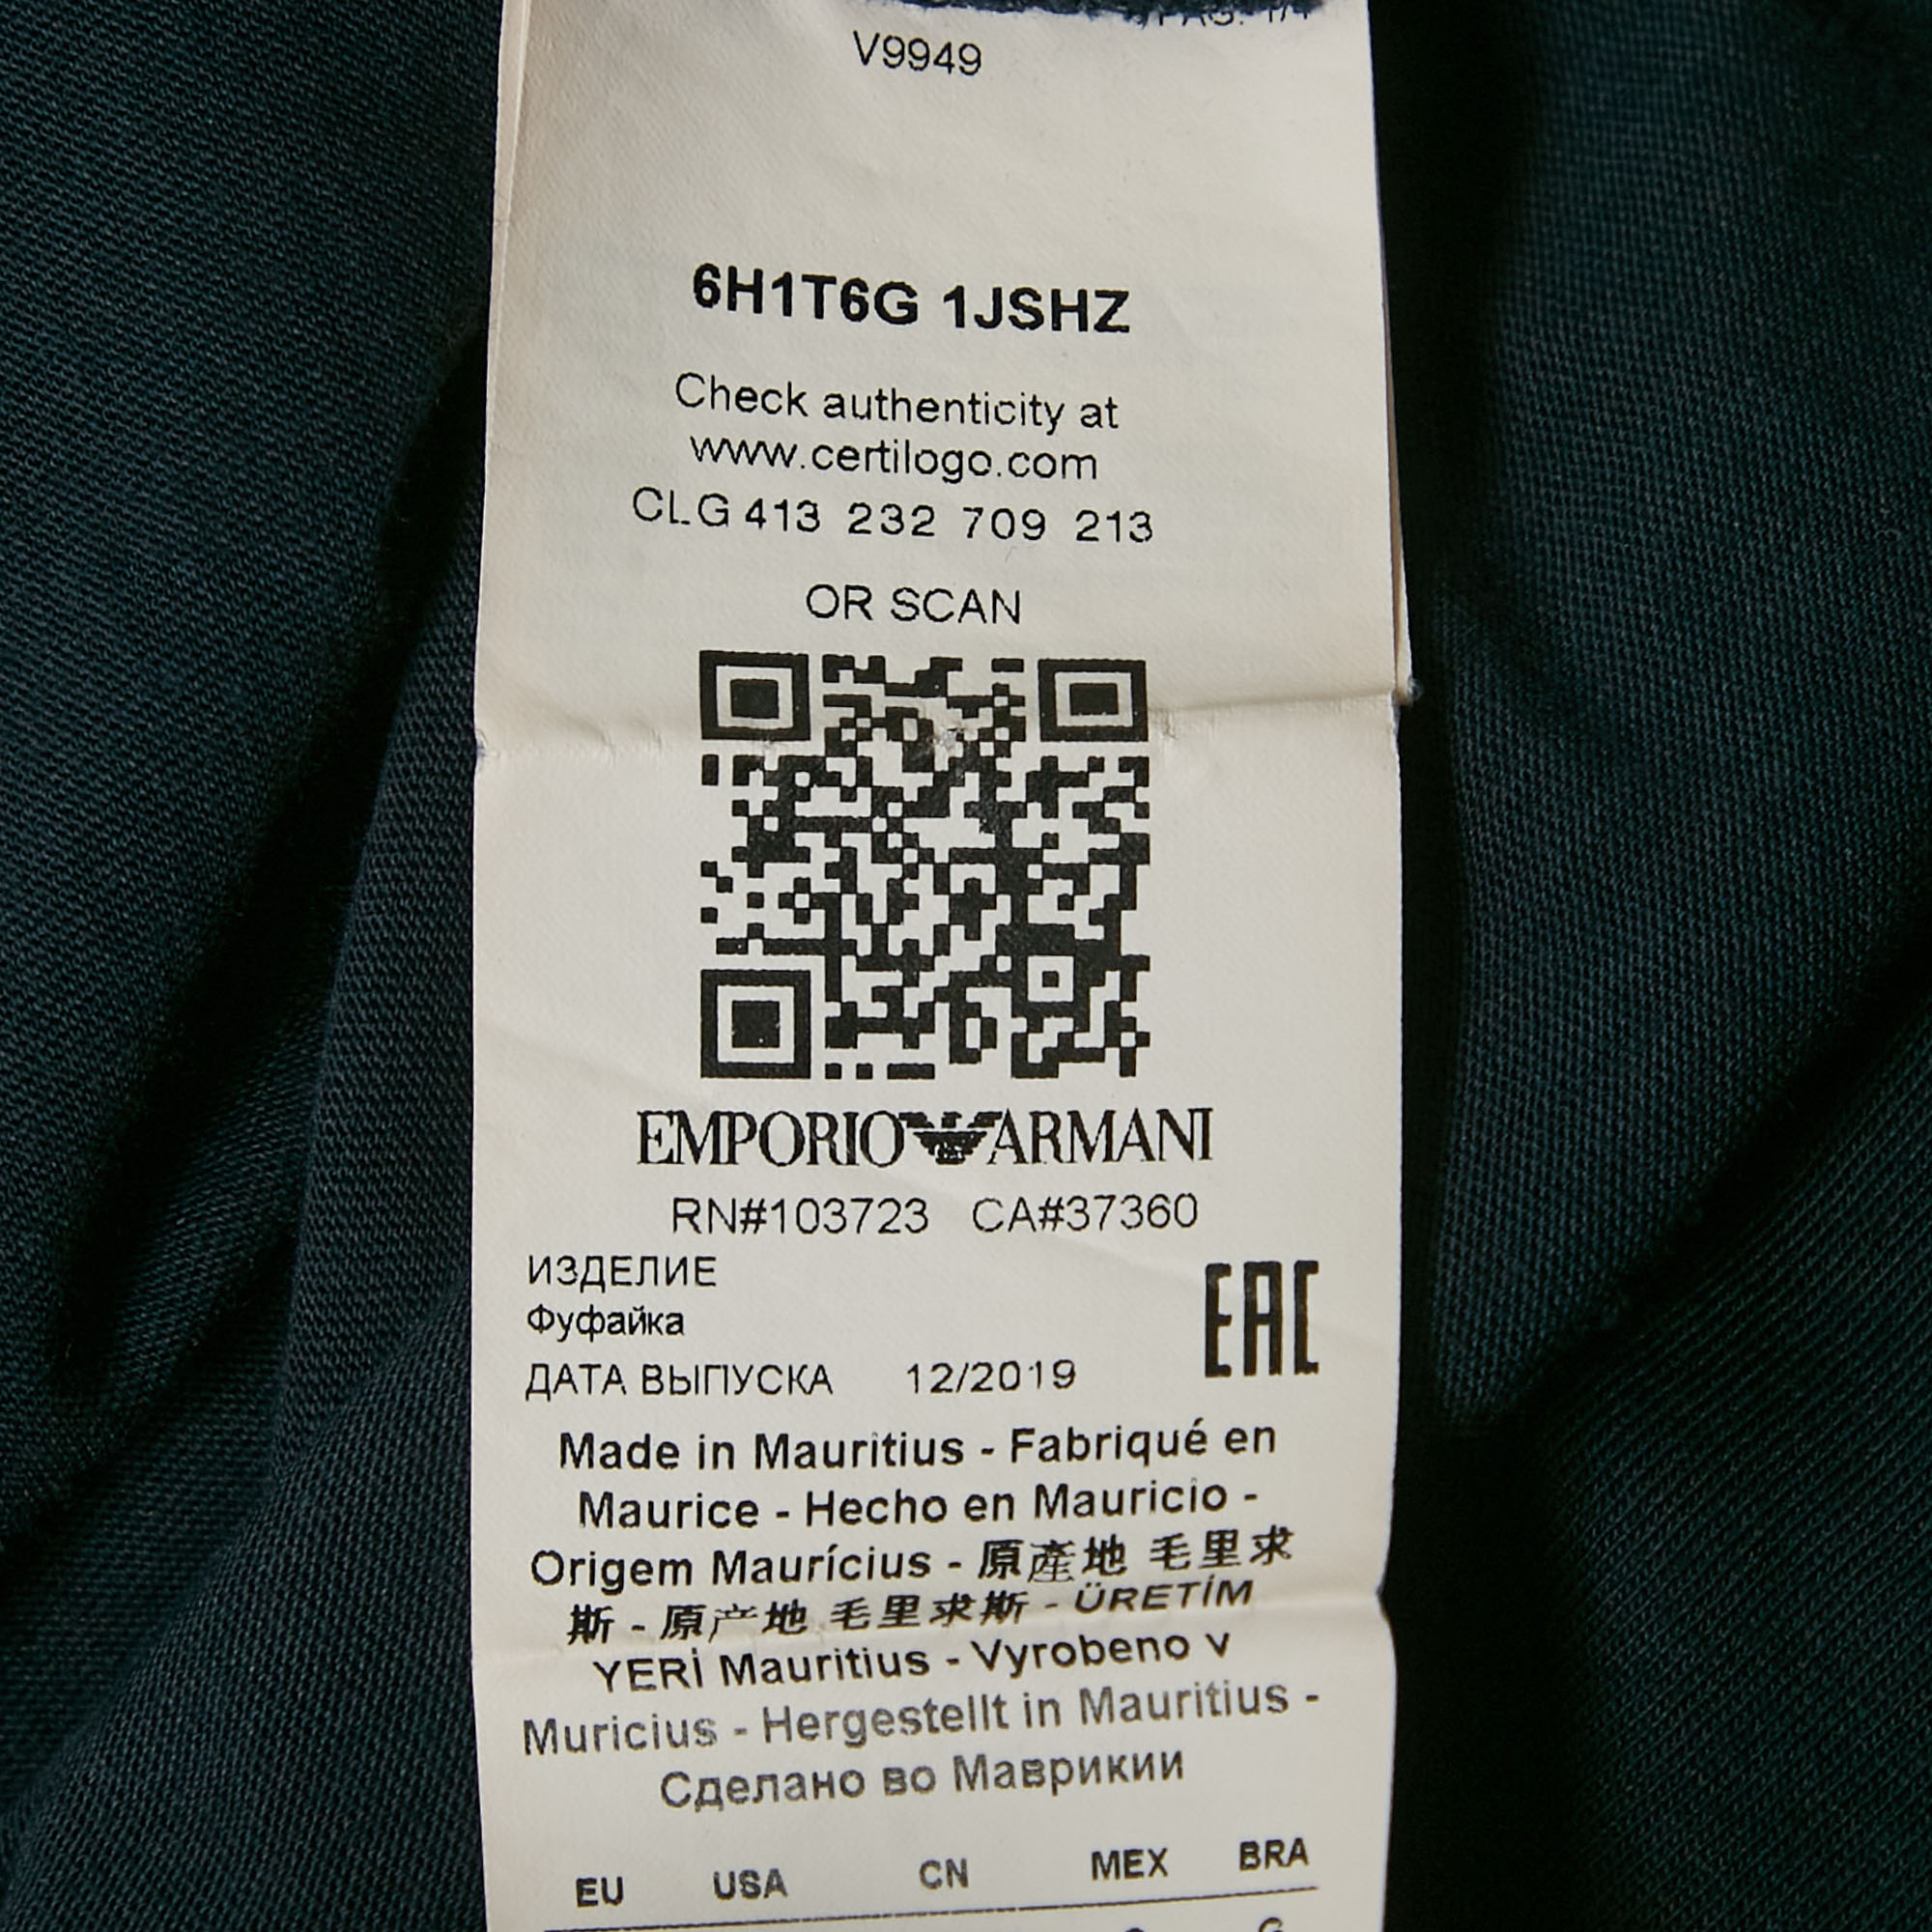 PAG. 1/4
V9949
6H1T6G 1JSHZ
Check authenticity at
www.certilogo.com
CLG 413 232 709 213
OR SCAN
EMPORIO ARMANI
RN#103723 CA#37360
ИЗДЕЛИЕ
Фуфайка
EAC
ДАТА ВЫПУСКА 12/2019
Made in Mauritius - Fabriqué en
Maurice - Hecho en Mauricio -
Origem Maurícius - 原產地 毛里求
斯 - 原产地 毛里求斯 - ÜRETİM
YERİ Mauritius - Vyrobeno v
Muricius - Hergestellt in Mauritius -
Сделано во Маврикии
EU USA CN MEX BRA